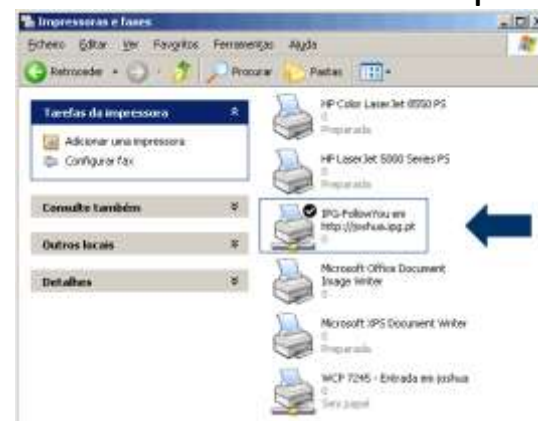 Impressoras e faxes
Ficheiro Editar Ver Favoritos Ferramentas Ajuda
Retroceder Procurar Pastas
Tarefas da impressora
Adicionar uma impressora
Configurar fax
Consulte também
Outros locais
Detalhes
HP Color LaserJet 8550 PS
0
Preparada
HP LaserJet 5000 Series PS
0
Preparada
IPG-FollowYou em
http://joshua.ipg.pt
0
Microsoft Office Document
Image Writer
0
Microsoft XPS Document Writer
0
Preparada
WCP 7245 - Entrada em joshua
0
Sem papel